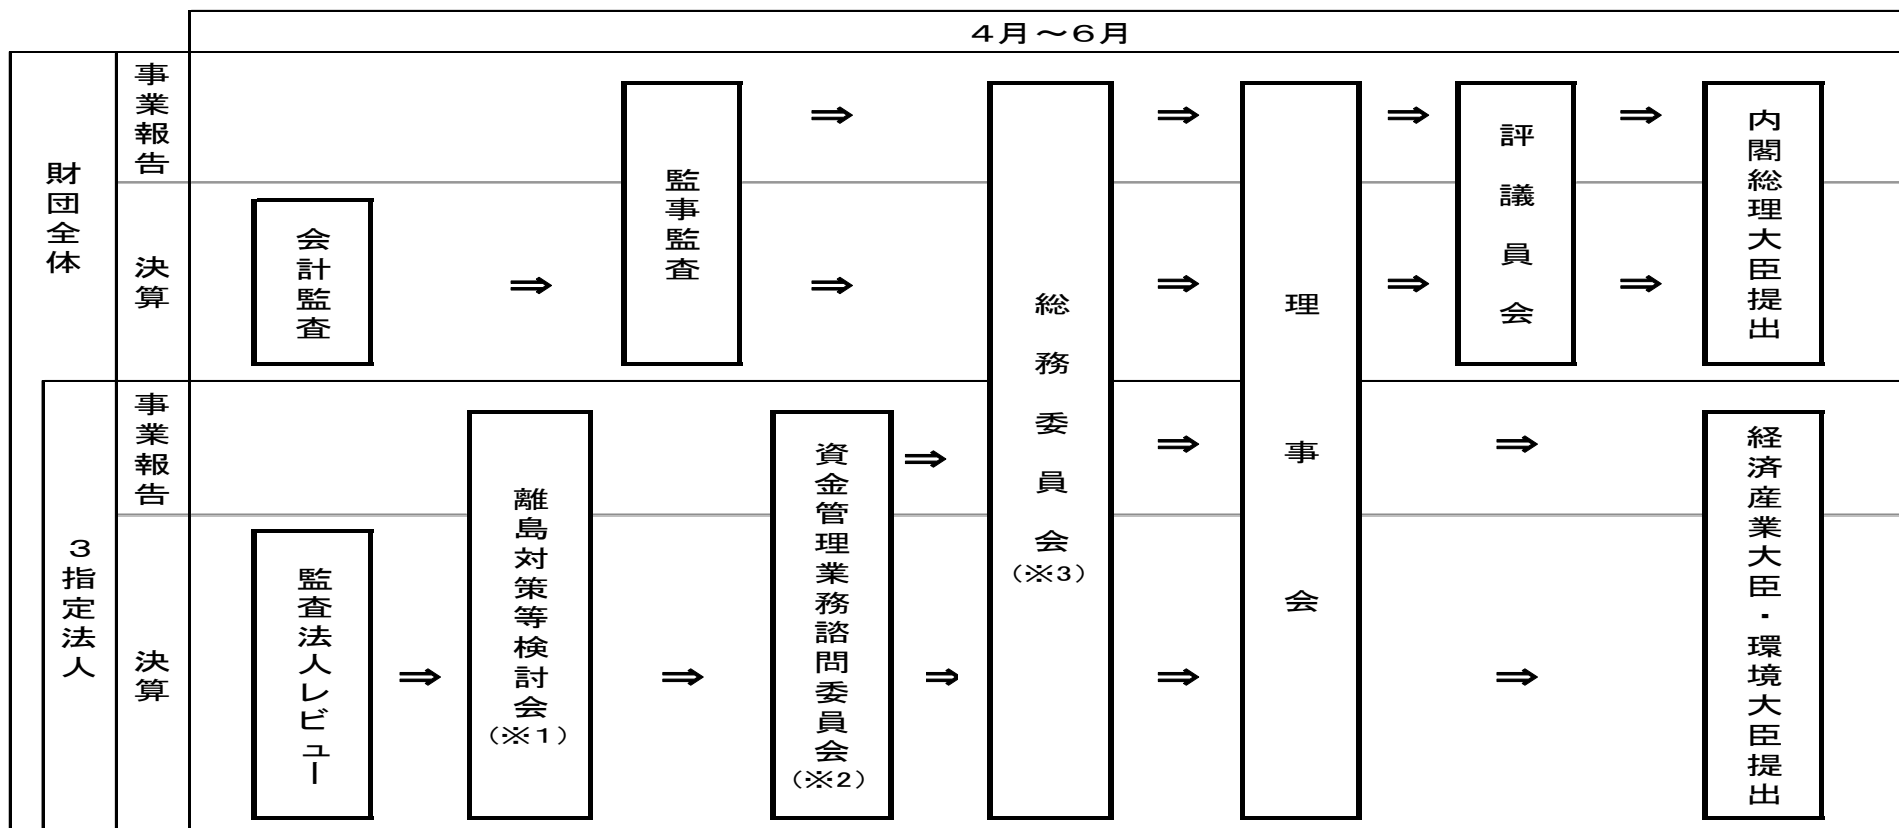 4月～6月
財団全体
事業報告
決算
会計監査
⇒
監事監査
⇒
⇒
総務委員会
(※3)
⇒
⇒
理事会
⇒
⇒
評議員会
⇒
⇒
内閣総理大臣提出
3指定法人
事業報告
決算
監査法人レビュー
⇒
離島対策等検討会
(※1)
⇒
資金管理業務諮問委員会
(※2)
⇒
⇒
⇒
⇒
⇒
⇒
経済産業大臣・環境大臣提出